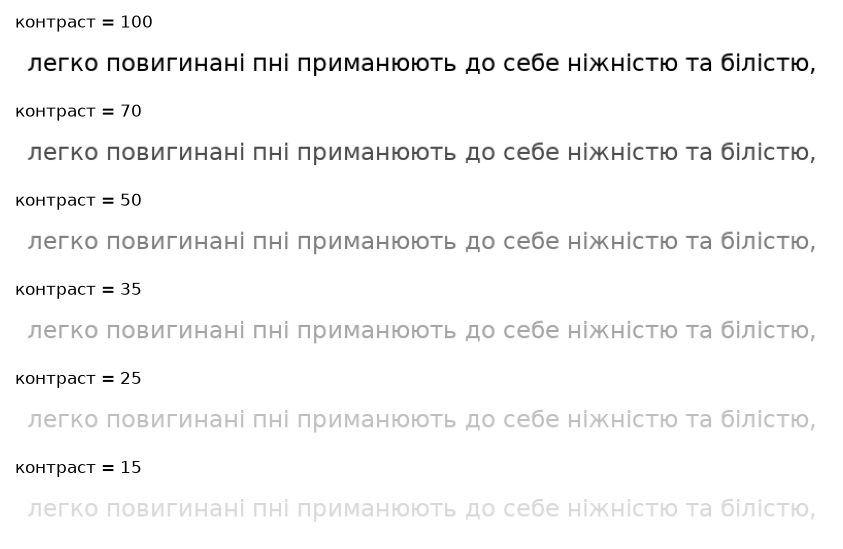 контраст = 100
легко повигинані пні приманюють до себе ніжністю та білістю,
контраст = 70
легко повигинані пні приманюють до себе ніжністю та білістю,
контраст = 50
легко повигинані пні приманюють до себе ніжністю та білістю,
контраст = 35
легко повигинані пні приманюють до себе ніжністю та білістю,
контраст = 25
легко повигинані пні приманюють до себе ніжністю та білістю,
контраст = 15
легко повигинані пні приманюють до себе ніжністю та білістю,